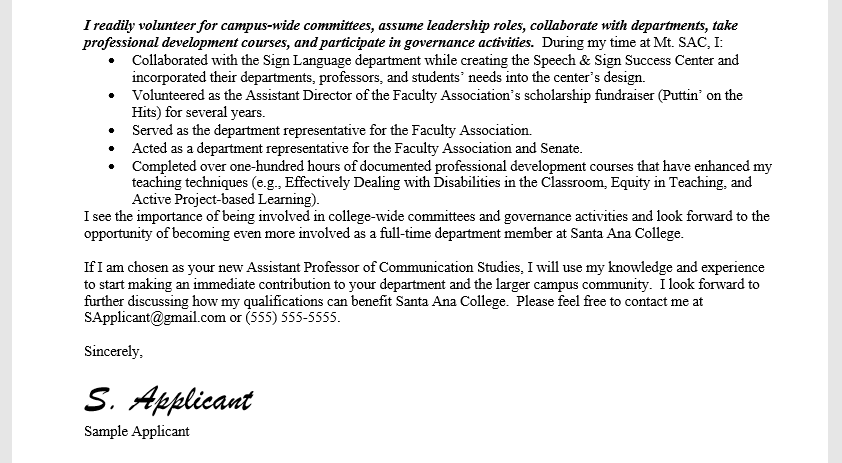 I readily volunteer for campus-wide committees, assume leadership roles, collaborate with departments, take
professional development courses, and participate in governance activities.  During my time at Mt. SAC, I:
• Collaborated with the Sign Language department while creating the Speech & Sign Success Center and
incorporated their departments, professors, and students' needs into the center's design.
• Volunteered as the Assistant Director of the Faculty Association's scholarship fundraiser (Puttin' on the
Hits) for several years.
• Served as the department representative for the Faculty Association.
• Acted as a department representative for the Faculty Association and Senate.
• Completed over one-hundred hours of documented professional development courses that have enhanced my
teaching techniques (e.g., Effectively Dealing with Disabilities in the Classroom, Equity in Teaching, and
Active Project-based Learning).
I see the importance of being involved in college-wide committees and governance activities and look forward to the
opportunity of becoming even more involved as a full-time department member at Santa Ana College.
If I am chosen as your new Assistant Professor of Communication Studies, I will use my knowledge and experience
to start making an immediate contribution to your department and the larger campus community.  I look forward to
further discussing how my qualifications can benefit Santa Ana College.  Please feel free to contact me at
SApplicant@gmail.com or (555) 555-5555.
Sincerely,
S. Applicant
Sample Applicant